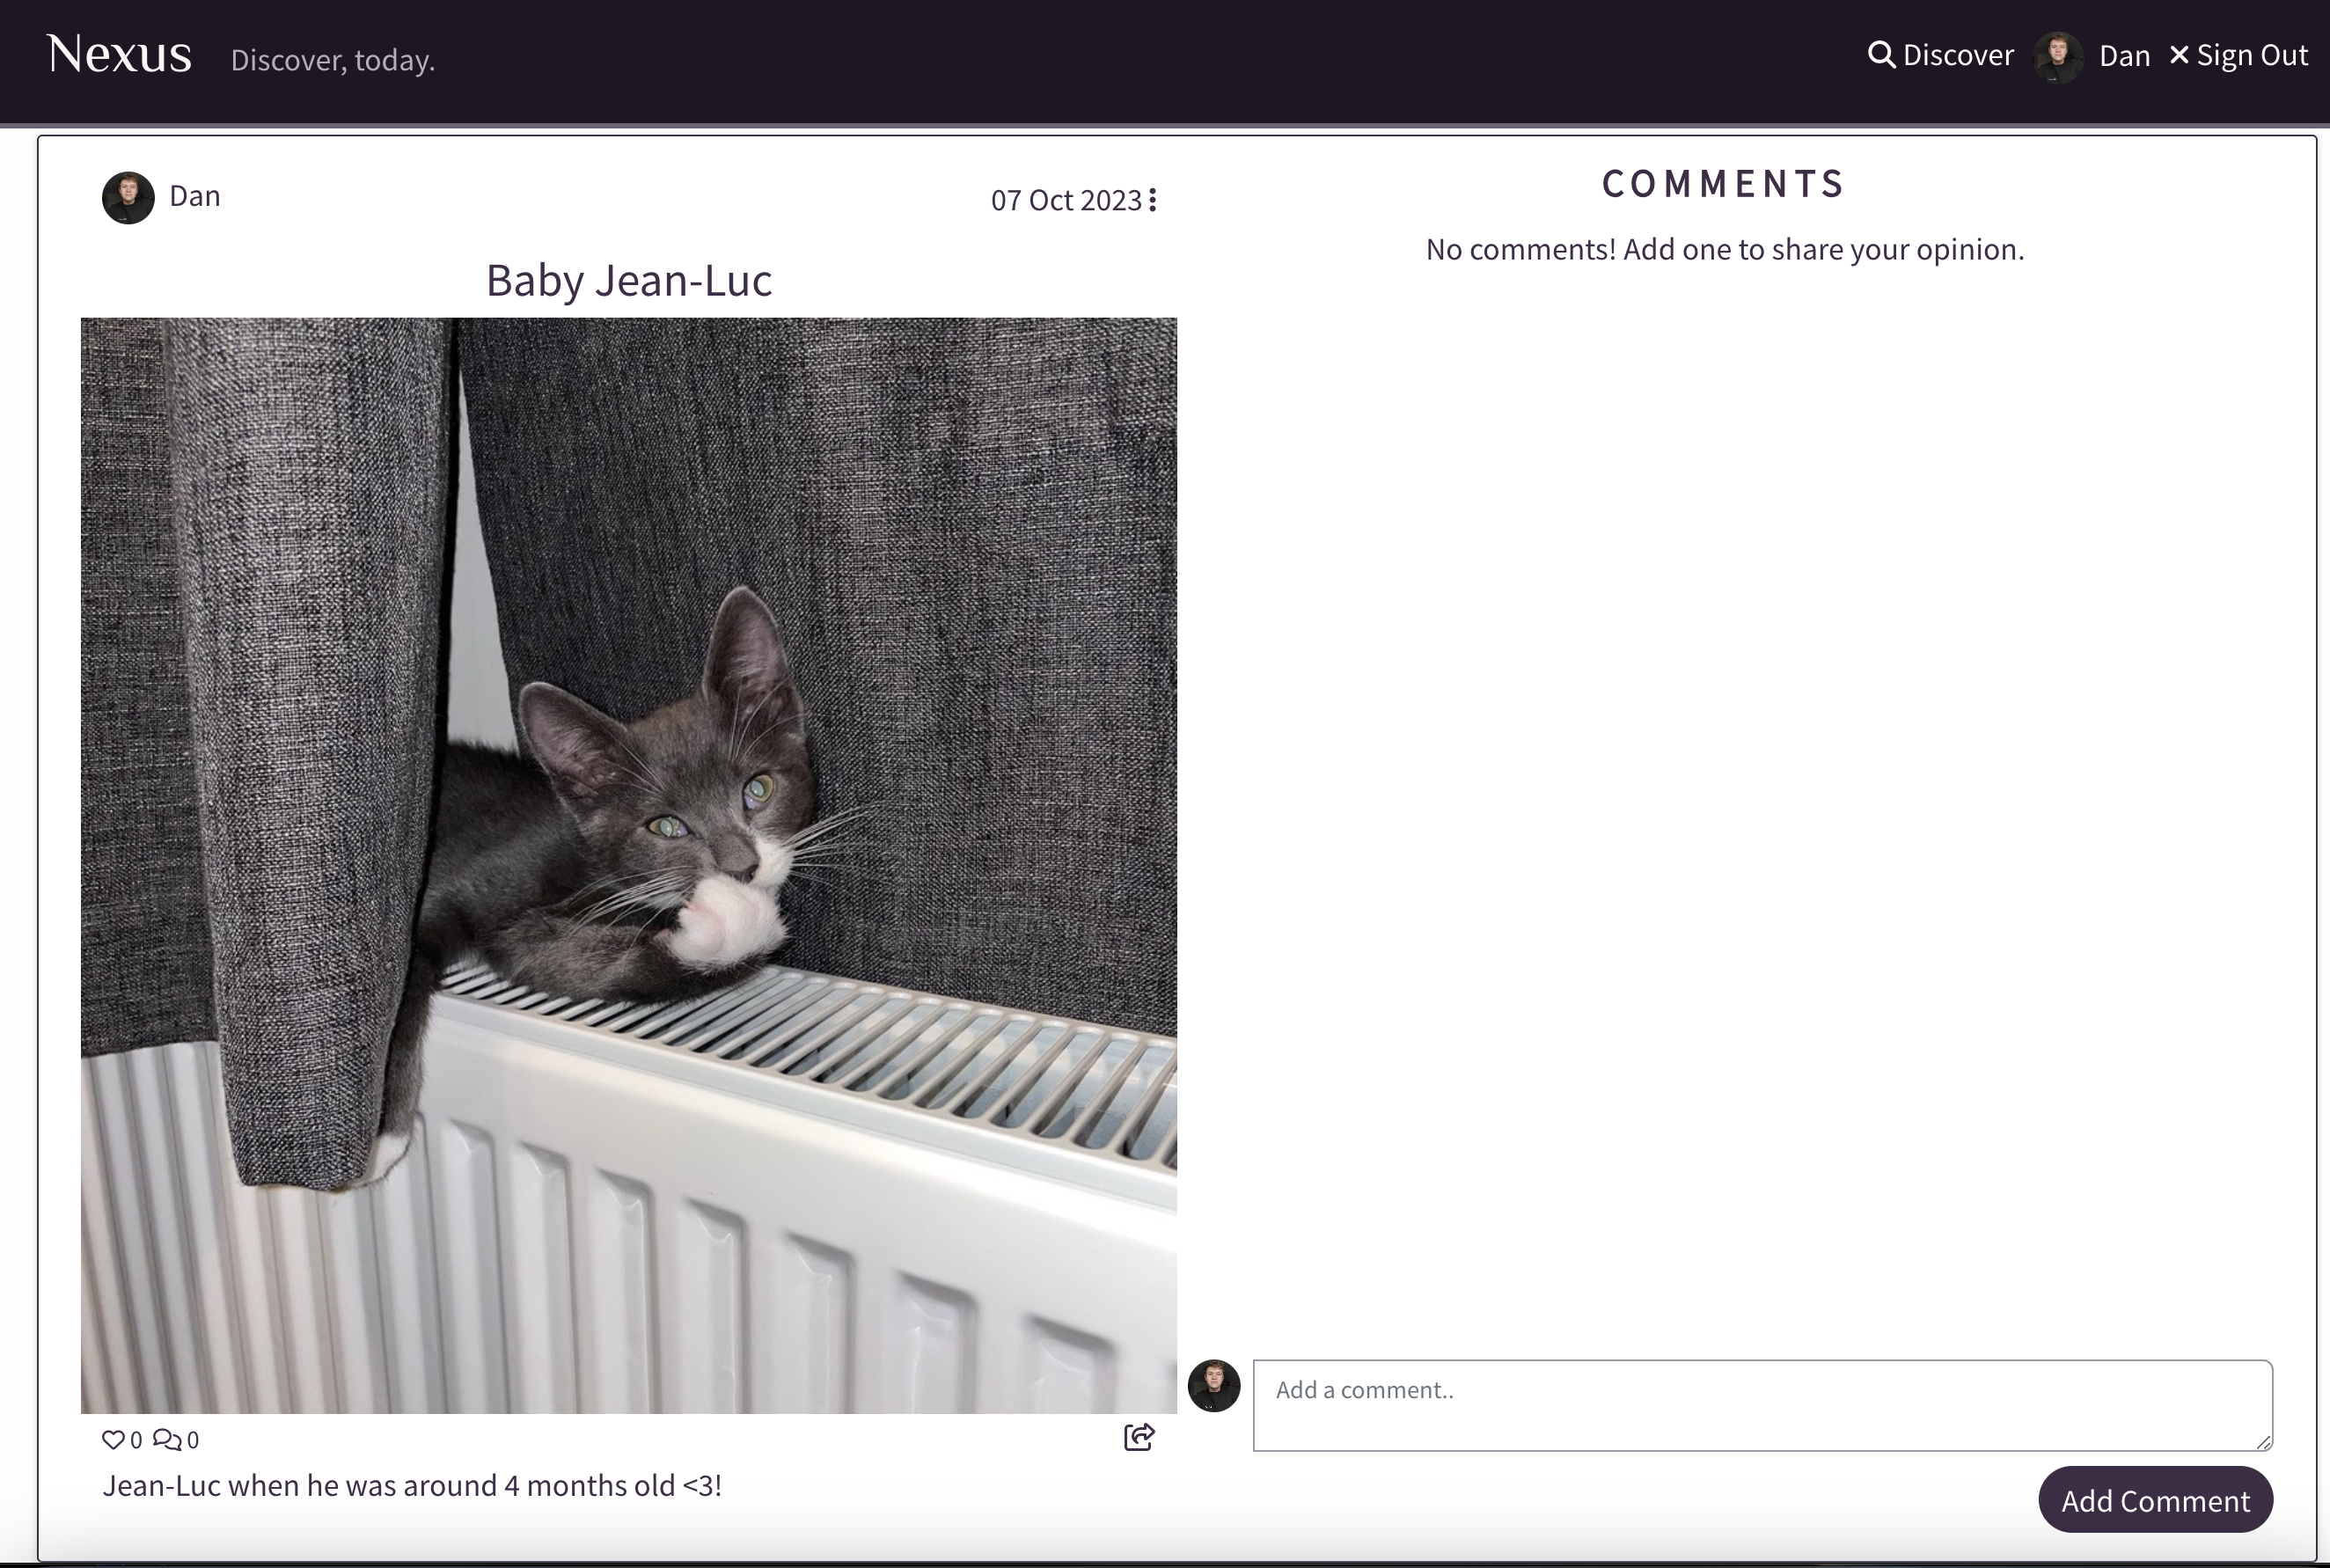 Nexus
Discover, today.
Discover
Dan
Sign Out
Dan
07 Oct 2023
Baby Jean-Luc
0 0
Jean-Luc when he was around 4 months old <3!
COMMENTS
No comments! Add one to share your opinion.
Add a comment..
Add Comment